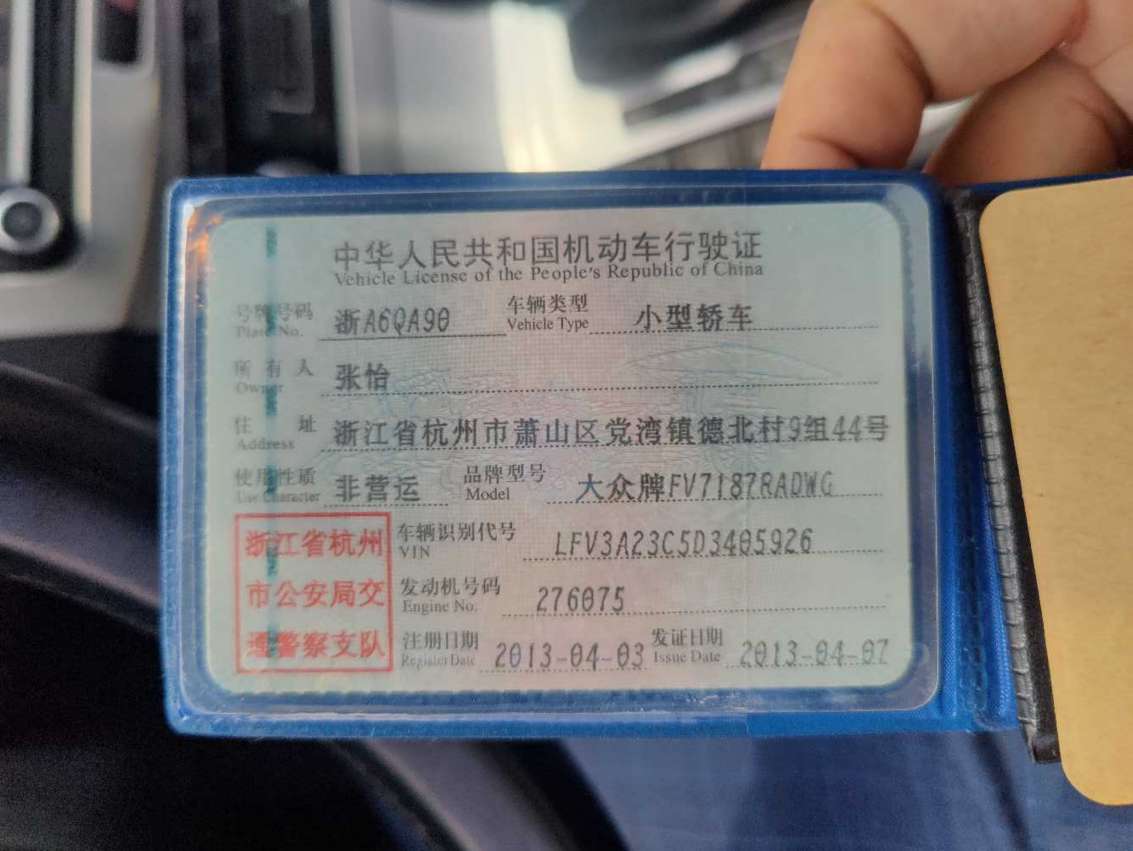 中华人民共和国机动车行驶证
Vehicle License of the People's Republic of China
号牌号码 浙A6QA90 车辆类型 小型轿车
Plate No. Vehicle Type
所有人 张怡
Owner
住址 浙江省杭州市萧山区党湾镇德北村9组44号
Address
使用性质 非营运 品牌型号 大众牌FV7187RADWG
Use Character Model
浙江省杭州
市公安局交
通警察支队
车辆识别代号 LFV3A23C5D3405926
VIN
发动机号码 276075
Engine No.
注册日期 2013-04-03 发证日期 2013-04-07
Register Date Issue Date